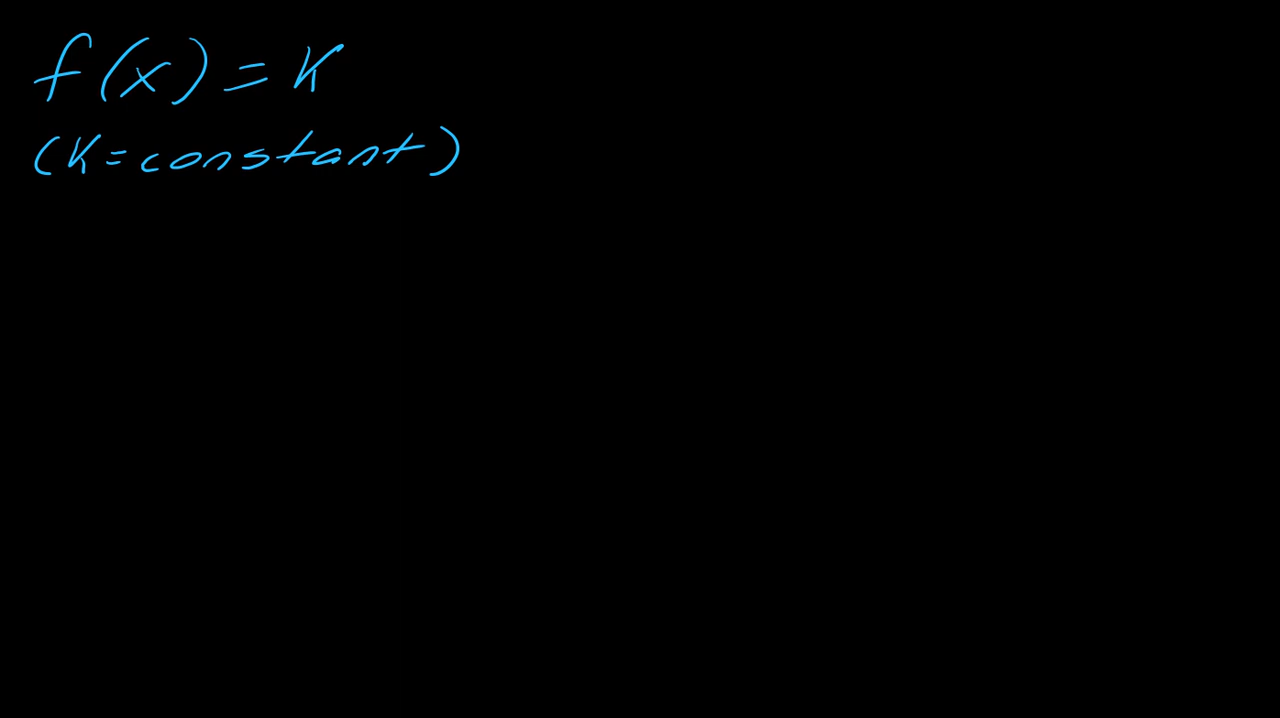 f(x) = K
(K = constant)